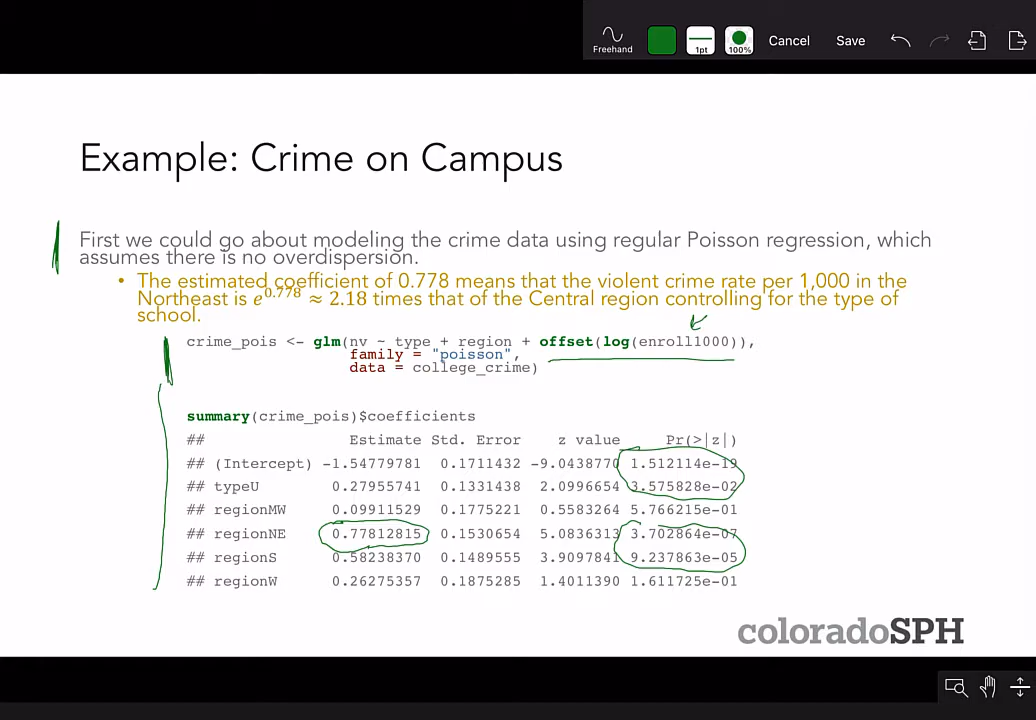 Freehand
1pt
100%
Cancel
Save
Example: Crime on Campus
First we could go about modeling the crime data using regular Poisson regression, which
assumes there is no overdispersion.
• The estimated coefficient of 0.778 means that the violent crime rate per 1,000 in the
Northeast is e^0.778 ≈ 2.18 times that of the Central region controlling for the type of
school.
crime_pois <- glm(nv ~ type + region + offset(log(enroll1000)),
family = "poisson",
data = college_crime)
summary(crime_pois)$coefficients
## Estimate Std. Error z value Pr(>|z|)
## (Intercept) -1.54779781 0.1711432 -9.0438770 1.512114e-19
## typeU 0.27955741 0.1331438 2.0996654 3.575828e-02
## regionMW 0.09911529 0.1775221 0.5583264 5.766215e-01
## regionNE 0.77812815 0.1530654 5.0836313 3.702864e-07
## regionS 0.58238370 0.1489555 3.9097841 9.237863e-05
## regionW 0.26275357 0.1875285 1.4011390 1.611725e-01
coloradoSPH